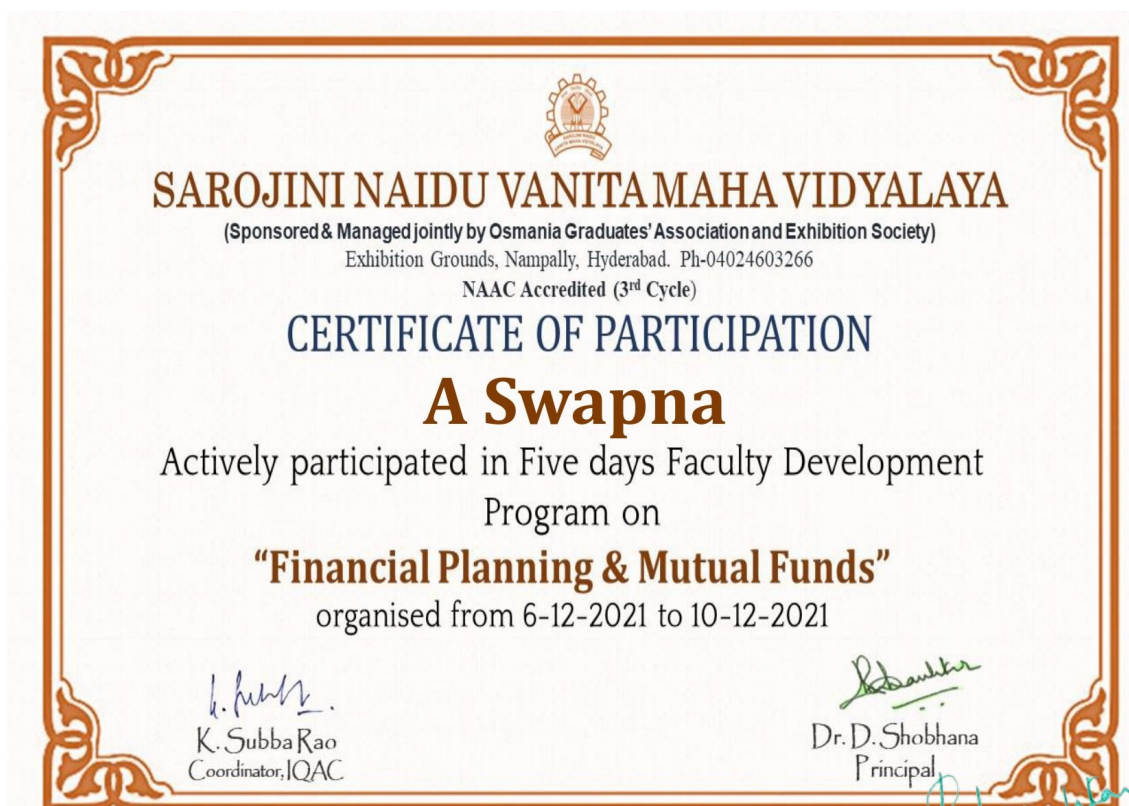 SAROJINI NAIDU VANITA MAHA VIDYALAYA
(Sponsored & Managed jointly by Osmania Graduates' Association and Exhibition Society)
Exhibition Grounds, Nampally, Hyderabad. Ph-04024603266
NAAC Accredited (3rd Cycle)
CERTIFICATE OF PARTICIPATION
A Swapna
Actively participated in Five days Faculty Development
Program on
“Financial Planning & Mutual Funds”
organised from 6-12-2021 to 10-12-2021
K. Subba Rao
Coordinator, IQAC
Dr. D. Shobhana
Principal